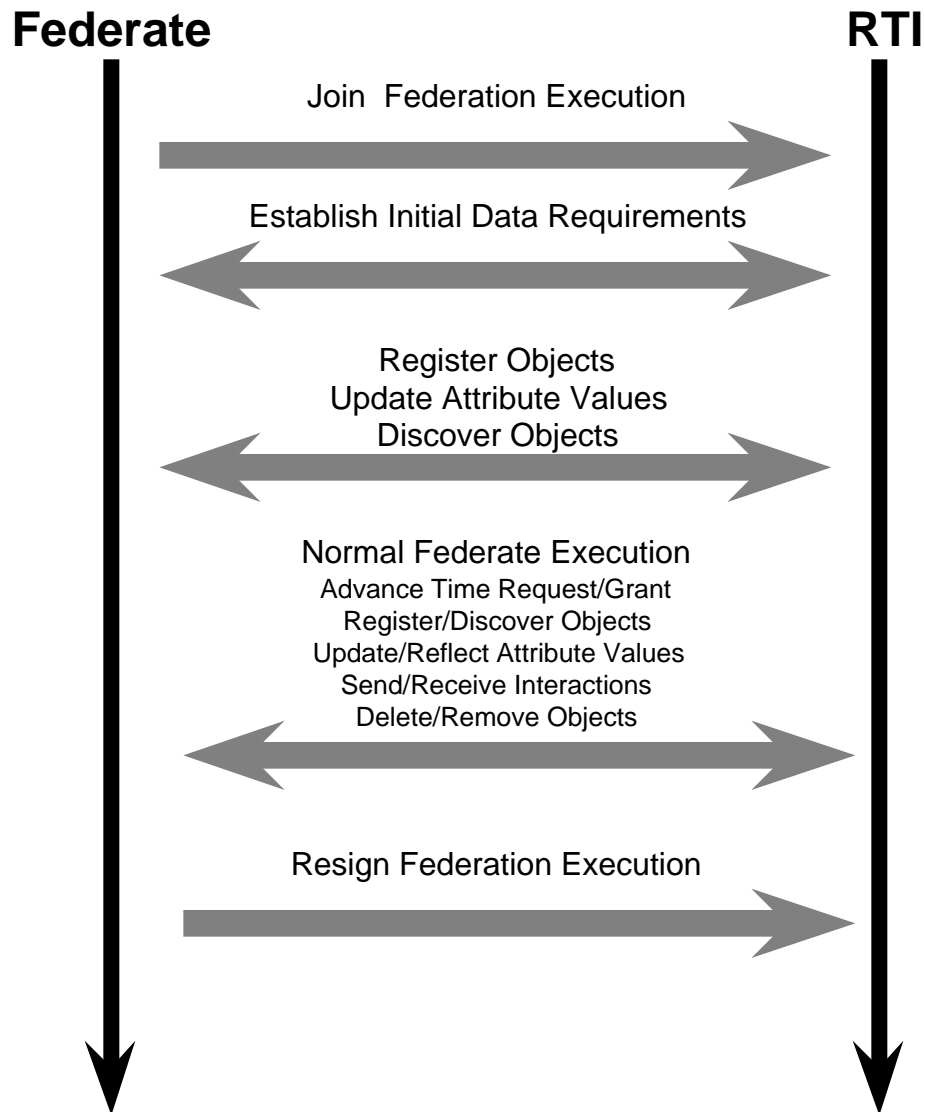 Federate
RTI
Join Federation Execution
Establish Initial Data Requirements
Register Objects
Update Attribute Values
Discover Objects
Normal Federate Execution
Advance Time Request/Grant
Register/Discover Objects
Update/Reflect Attribute Values
Send/Receive Interactions
Delete/Remove Objects
Resign Federation Execution